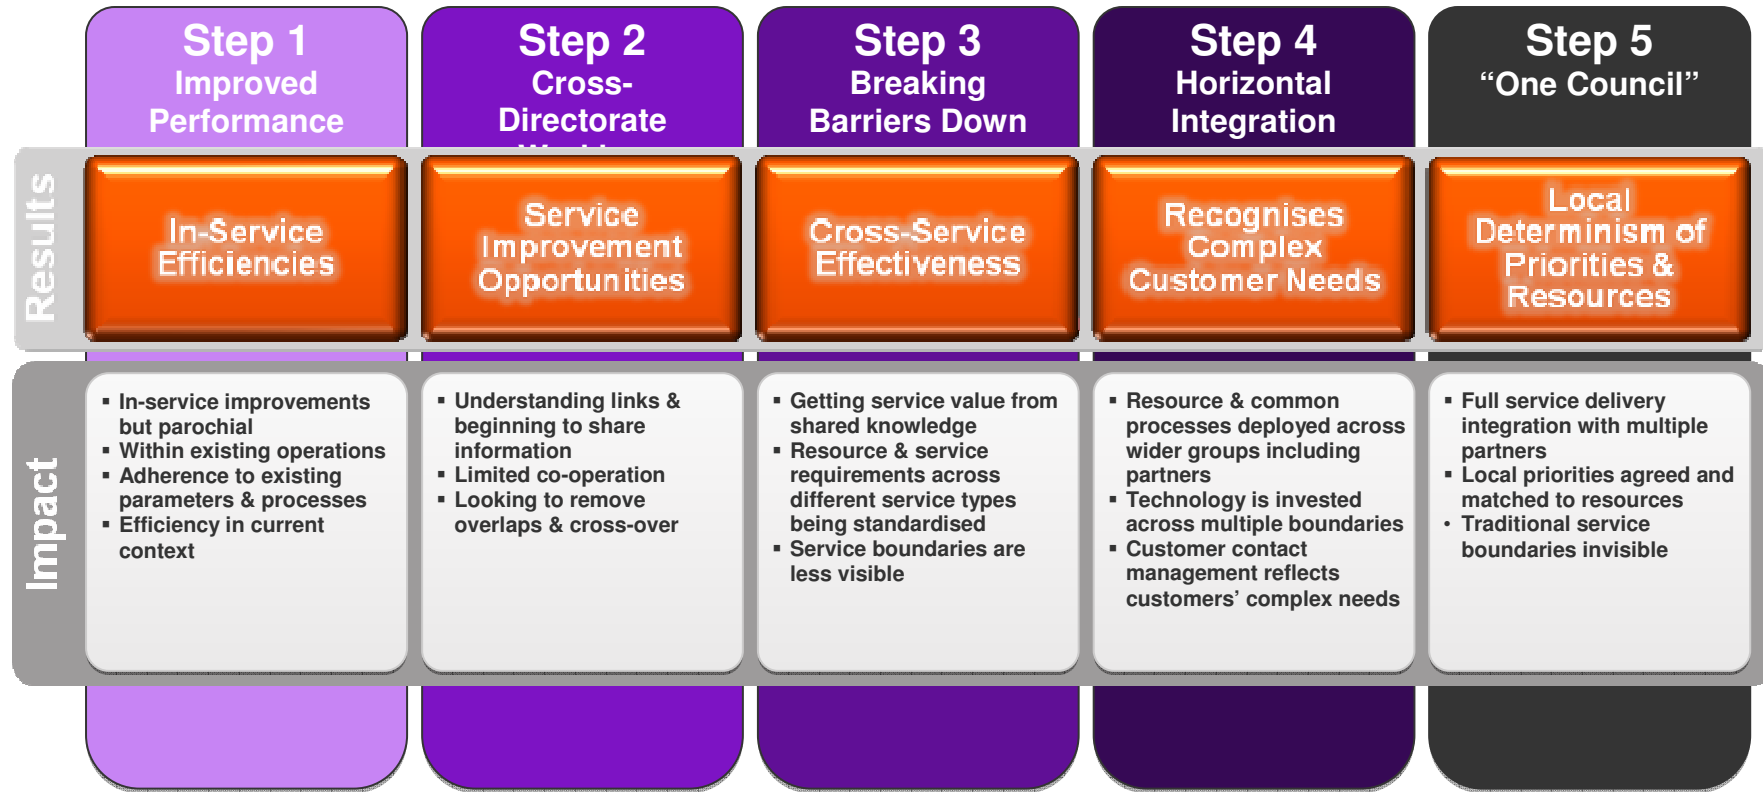 Step 1
Improved
Performance
Step 2
Cross-
Directorate
Step 3
Breaking
Barriers Down
Step 4
Horizontal
Integration
Step 5
“One Council”
Results
In-Service
Efficiencies
Service
Improvement
Opportunities
Cross-Service
Effectiveness
Recognises
Complex
Customer Needs
Local
Determinism of
Priorities &
Resources
Impact
▪ In-service improvements
but parochial
▪ Within existing operations
▪ Adherence to existing
parameters & processes
▪ Efficiency in current
context
▪ Understanding links &
beginning to share
information
▪ Limited co-operation
▪ Looking to remove
overlaps & cross-over
▪ Getting service value from
shared knowledge
▪ Resource & service
requirements across
different service types
being standardised
▪ Service boundaries are
less visible
▪ Resource & common
processes deployed across
wider groups including
partners
▪ Technology is invested
across multiple boundaries
▪ Customer contact
management reflects
customers’ complex needs
▪ Full service delivery
integration with multiple
partners
▪ Local priorities agreed and
matched to resources
• Traditional service
boundaries invisible